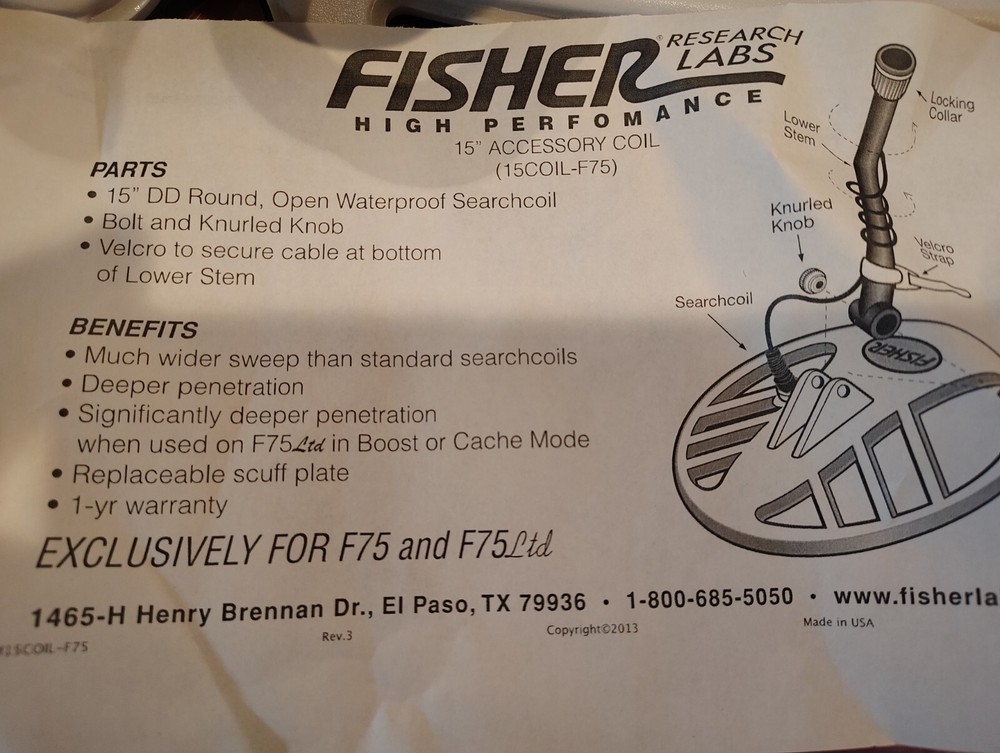 FISHER® RESEARCH LABS
HIGH PERFOMANCE
15" ACCESSORY COIL
(15COIL-F75)
PARTS
• 15" DD Round, Open Waterproof Searchcoil
• Bolt and Knurled Knob
• Velcro to secure cable at bottom
of Lower Stem
BENEFITS
• Much wider sweep than standard searchcoils
• Deeper penetration
• Significantly deeper penetration
when used on F75Ltd in Boost or Cache Mode
• Replaceable scuff plate
• 1-yr warranty
EXCLUSIVELY FOR F75 and F75Ltd
Locking
Collar
Lower
Stem
Knurled
Knob
Velcro
Strap
Searchcoil
FISHER
1465-H Henry Brennan Dr., El Paso, TX 79936 • 1-800-685-5050 • www.fisherla
15COIL-F75
Rev.3
Copyright©2013
Made in USA